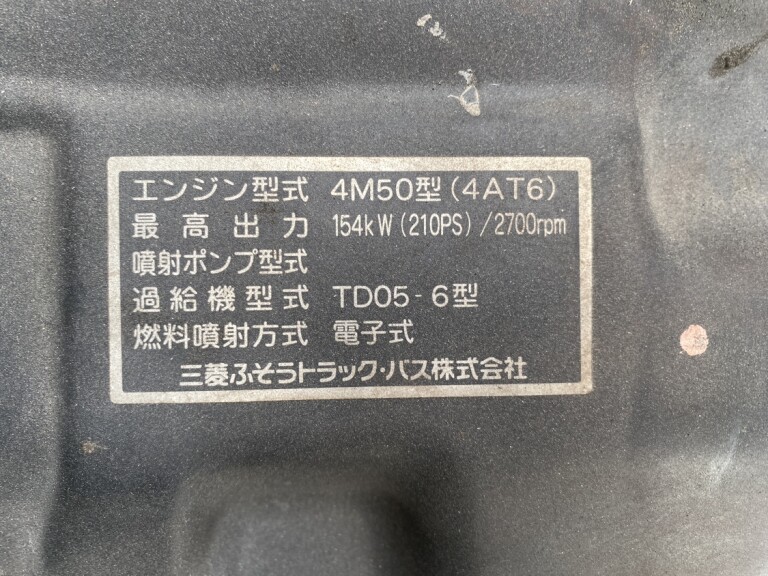 エンジン型式 4M50型(4AT6)
最高出力 154kW(210PS)/2700rpm
噴射ポンプ型式
過給機型式 TD05-6型
燃料噴射方式 電子式
三菱ふそうトラック・バス株式会社